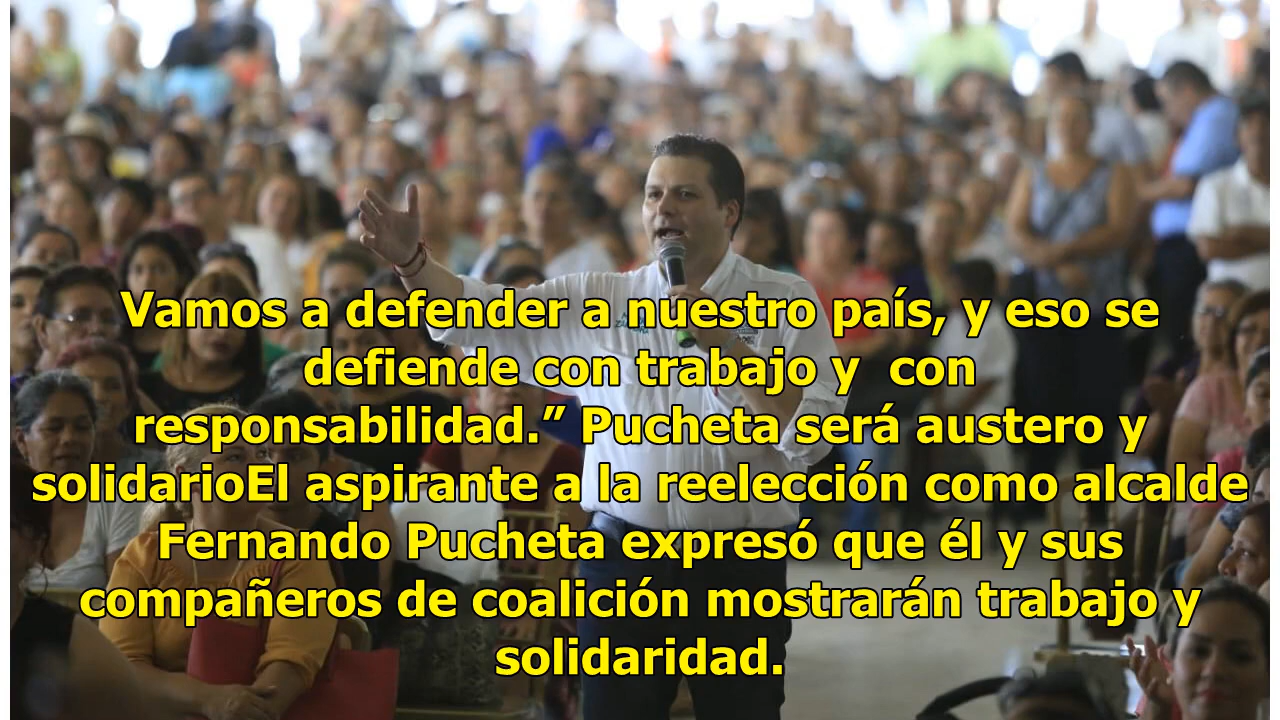 Vamos a defender a nuestro país, y eso se
defiende con trabajo y  con
responsabilidad.” Pucheta será austero y
solidarioEl aspirante a la reelección como alcalde
Fernando Pucheta expresó que él y sus
compañeros de coalición mostrarán trabajo y
solidaridad.